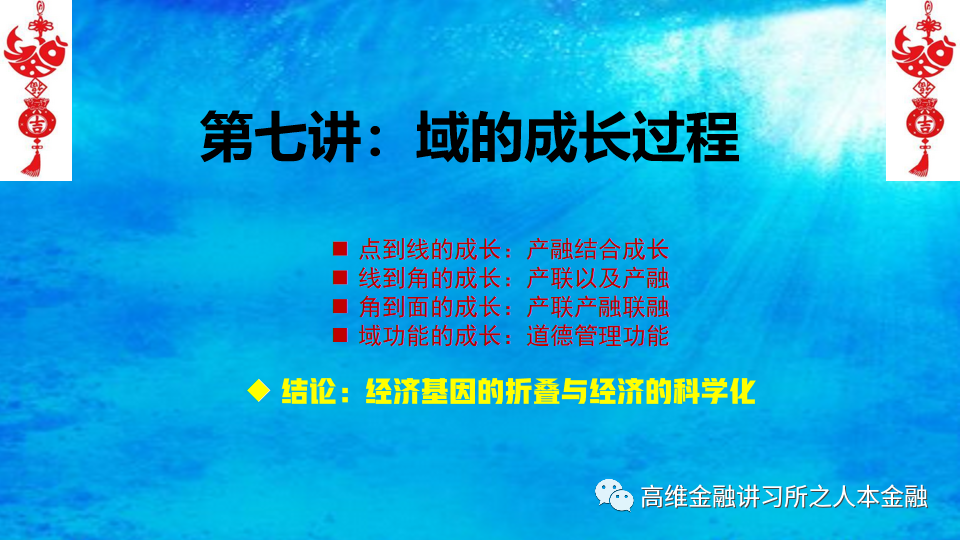 第七讲：域的成长过程
■ 点到线的成长：产融结合成长
■ 线到角的成长：产联以及产融
■ 角到面的成长：产联产融联融
■ 域功能的成长：道德管理功能
◆ 结论：经济基因的折叠与经济的科学化
吉
吉
高维金融讲习所之人本金融